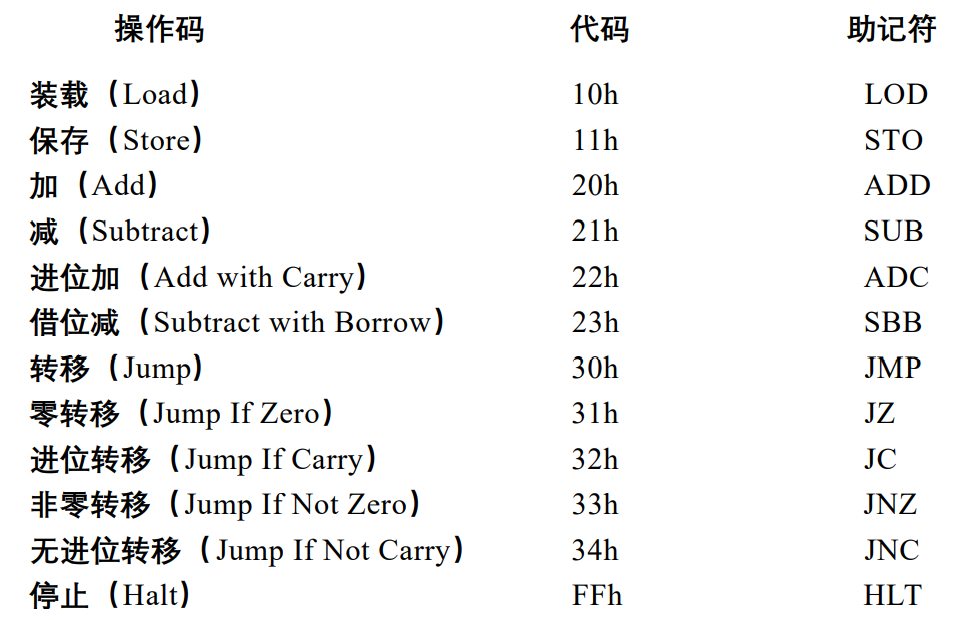 操作码 代码 助记符
装载（Load） 10h LOD
保存（Store） 11h STO
加（Add） 20h ADD
减（Subtract） 21h SUB
进位加（Add with Carry） 22h ADC
借位减（Subtract with Borrow） 23h SBB
转移（Jump） 30h JMP
零转移（Jump If Zero） 31h JZ
进位转移（Jump If Carry） 32h JC
非零转移（Jump If Not Zero） 33h JNZ
无进位转移（Jump If Not Carry） 34h JNC
停止（Halt） FFh HLT